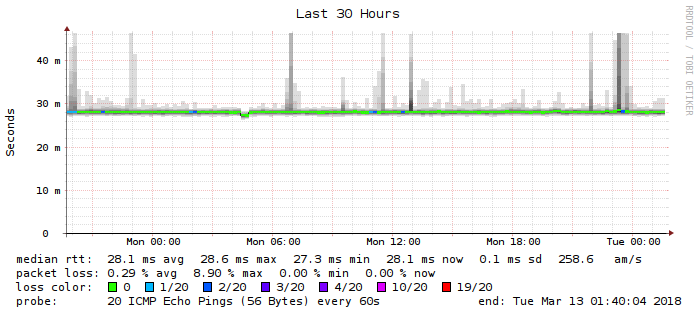 Last 30 Hours
RRDTOOL / TOBI OETIKER
Seconds
40 m
30 m
20 m
10 m
0
Mon 00:00 Mon 06:00 Mon 12:00 Mon 18:00 Tue 00:00
median rtt: 28.1 ms avg 28.6 ms max 27.3 ms min 28.1 ms now 0.1 ms sd 258.6 am/s
packet loss: 0.29 % avg 8.90 % max 0.00 % min 0.00 % now
loss color: 0 1/20 2/20 3/20 4/20 10/20 19/20
probe: 20 ICMP Echo Pings (56 Bytes) every 60s end: Tue Mar 13 01:40:04 2018